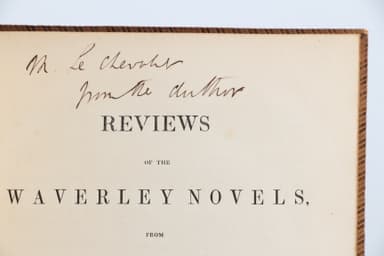 M. Le Chevalier
from the Author
REVIEWS
OF THE
WAVERLEY NOVELS,
FROM